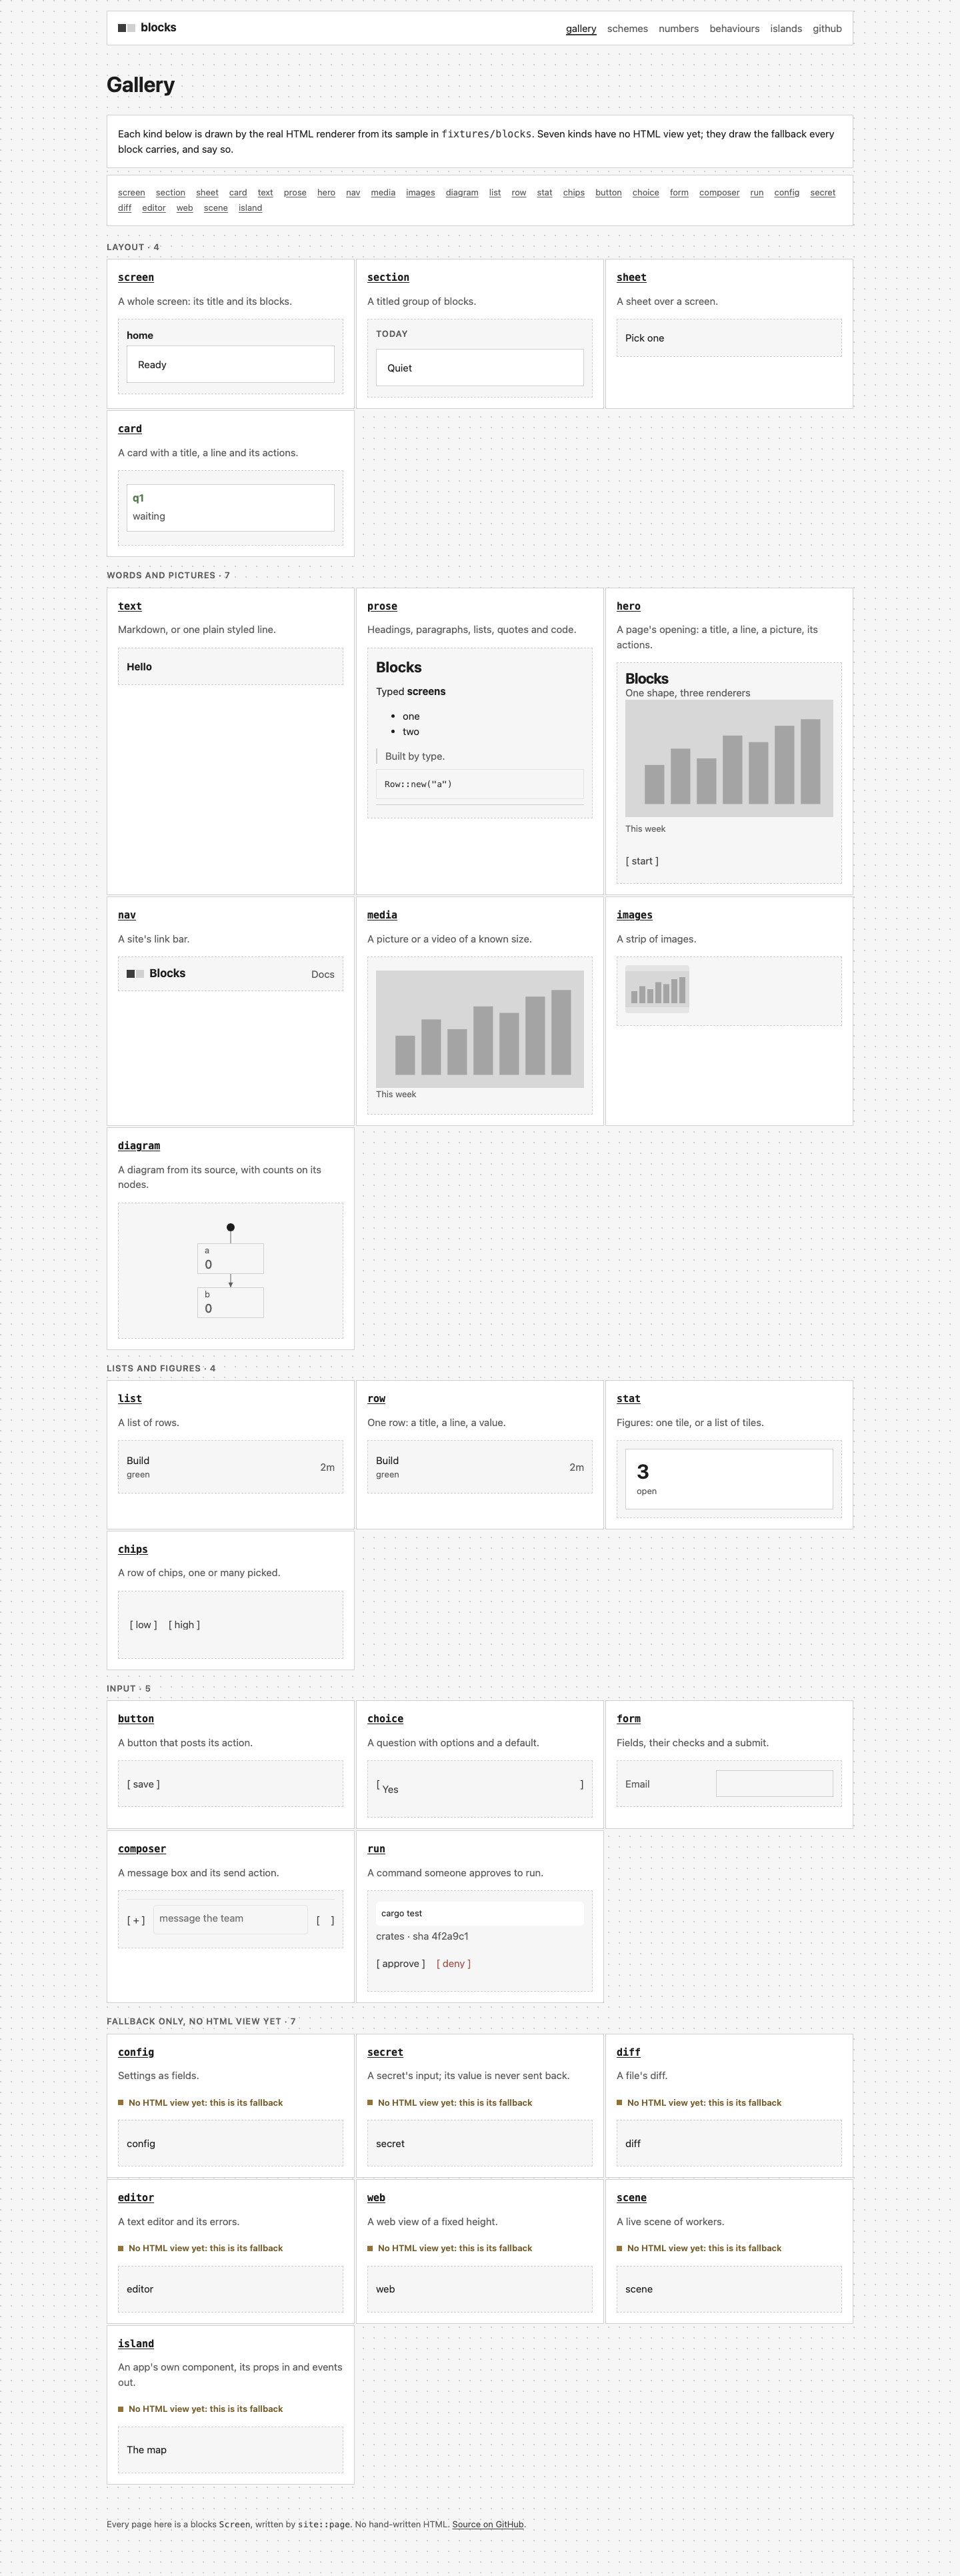 blocks
gallery schemes numbers behaviours islands github
Gallery
Each kind below is drawn by the real HTML renderer from its sample in fixtures/blocks. Seven kinds have no HTML view yet; they draw the fallback every
block carries, and say so.
screen section sheet card text prose hero nav media images diagram list row stat chips button choice form composer run config secret
diff editor web scene island
LAYOUT · 4
screen
A whole screen: its title and its blocks.
home
Ready
section
A titled group of blocks.
TODAY
Quiet
sheet
A sheet over a screen.
Pick one
card
A card with a title, a line and its actions.
q1
waiting
WORDS AND PICTURES · 7
text
Markdown, or one plain styled line.
Hello
prose
Headings, paragraphs, lists, quotes and code.
Blocks
Typed screens
• one
• two
Built by type.
Row::new("a")
hero
A page's opening: a title, a line, a picture, its
actions.
Blocks
One shape, three renderers
This week
[ start ]
nav
A site's link bar.
Blocks Docs
media
A picture or a video of a known size.
This week
images
A strip of images.
diagram
A diagram from its source, with counts on its
nodes.
a
0
b
0
LISTS AND FIGURES · 4
list
A list of rows.
Build
green
2m
row
One row: a title, a line, a value.
Build
green
2m
stat
Figures: one tile, or a list of tiles.
3
open
chips
A row of chips, one or many picked.
[ low ] [ high ]
INPUT · 5
button
A button that posts its action.
[ save ]
choice
A question with options and a default.
[ Yes ]
form
Fields, their checks and a submit.
Email
composer
A message box and its send action.
[ + ] message the team [ ]
run
A command someone approves to run.
cargo test
crates · sha 4f2a9c1
[ approve ] [ deny ]
FALLBACK ONLY, NO HTML VIEW YET · 7
config
Settings as fields.
No HTML view yet: this is its fallback
config
secret
A secret's input; its value is never sent back.
No HTML view yet: this is its fallback
secret
diff
A file's diff.
No HTML view yet: this is its fallback
diff
editor
A text editor and its errors.
No HTML view yet: this is its fallback
editor
web
A web view of a fixed height.
No HTML view yet: this is its fallback
web
scene
A live scene of workers.
No HTML view yet: this is its fallback
scene
island
An app's own component, its props in and events
out.
No HTML view yet: this is its fallback
The map
Every page here is a blocks Screen, written by site::page. No hand-written HTML. Source on GitHub.